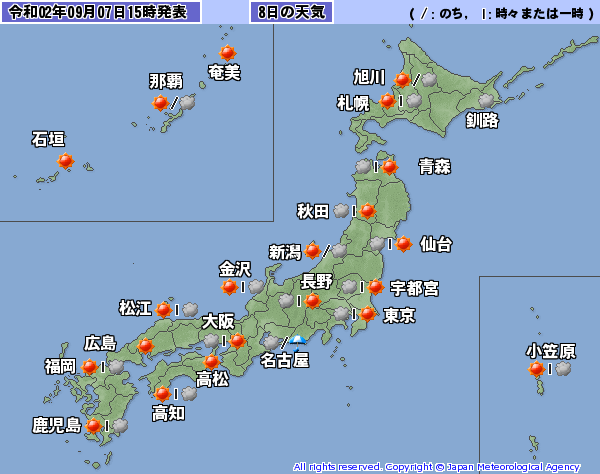 令和02年09月07日15時発表
8日の天気
( /：のち, |：時々または一時 )
奄美
那覇
石垣
旭川
札幌
釧路
青森
秋田
仙台
新潟
金沢
長野
宇都宮
松江
大阪
東京
広島
名古屋
福岡
高松
小笠原
高知
鹿児島
All rights reserved. Copyright © Japan Meteorological Agency